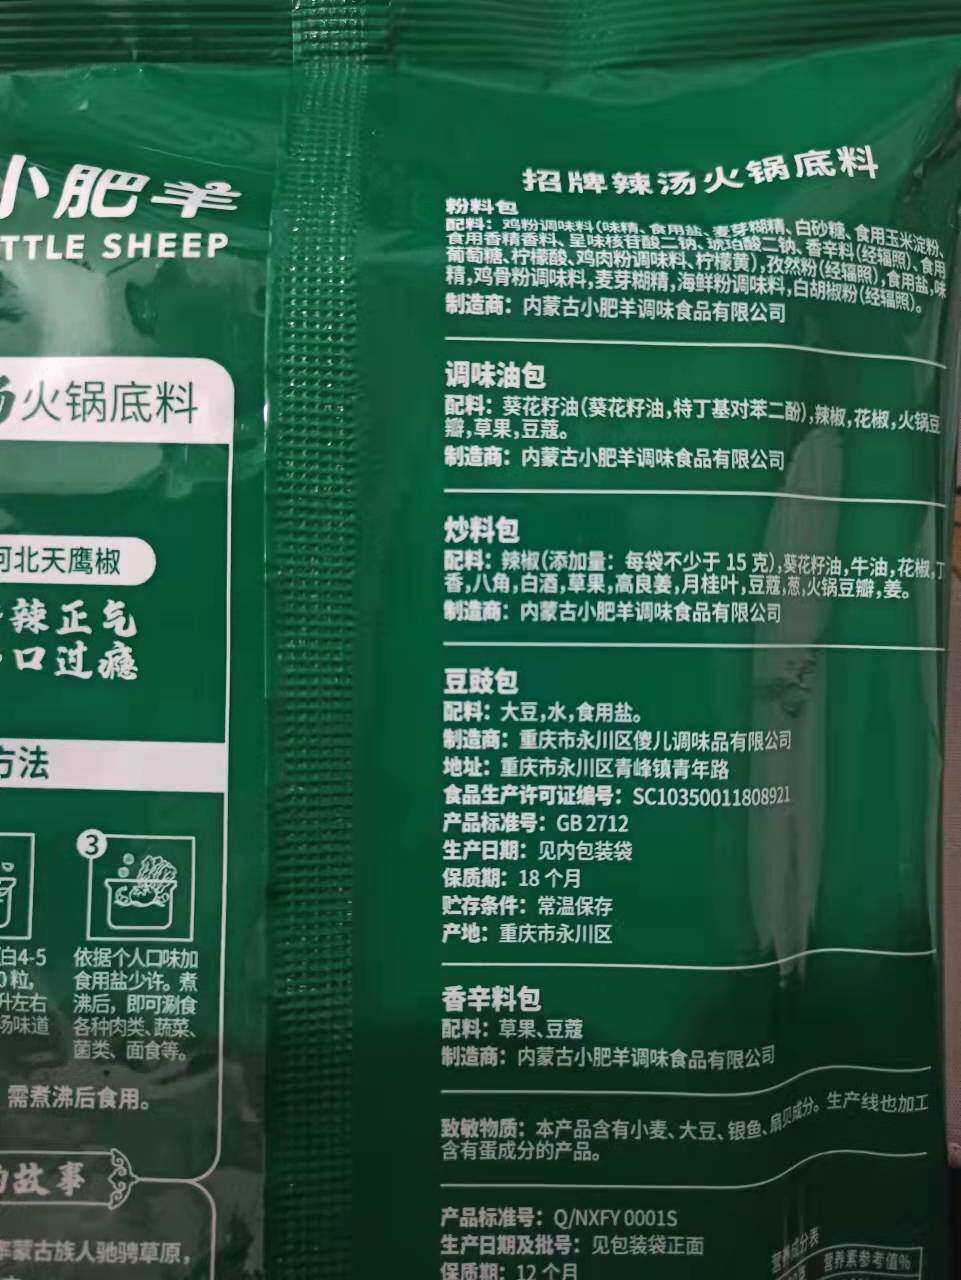 小肥羊
TTLE SHEEP
火锅底料
河北天鹰椒
辣正气
口过瘾
方法
3
白4-5
0粒，
升左右
汤味道
依据个人口味加
食用盐少许。煮
沸后，即可涮食
各种肉类、蔬菜、
菌类、面食等。
需煮沸后食用。
故事
蒙古族人驰骋草原，
招牌辣汤火锅底料
粉料包
配料：鸡粉调味料（味精、食用盐、麦芽糊精、白砂糖、食用玉米淀粉、
食用香精香料、呈味核苷酸二钠、琥珀酸二钠、香辛料（经辐照）、食用
葡萄糖、柠檬酸、鸡肉粉调味料、柠檬黄），孜然粉（经辐照），食用盐，味
精，鸡骨粉调味料，麦芽糊精，海鲜粉调味料，白胡椒粉（经辐照）。
制造商：内蒙古小肥羊调味食品有限公司
调味油包
配料：葵花籽油（葵花籽油，特丁基对苯二酚），辣椒，花椒，火锅豆
瓣，草果，豆蔻。
制造商：内蒙古小肥羊调味食品有限公司
炒料包
配料：辣椒（添加量：每袋不少于 15 克），葵花籽油，牛油，花椒，丁
香，八角，白酒，草果，高良姜，月桂叶，豆蔻，葱，火锅豆瓣，姜。
制造商：内蒙古小肥羊调味食品有限公司
豆豉包
配料：大豆，水，食用盐。
制造商：重庆市永川区傻儿调味品有限公司
地址：重庆市永川区青峰镇青年路
食品生产许可证编号：SC10350011808921
产品标准号：GB 2712
生产日期：见内包装袋
保质期：18 个月
贮存条件：常温保存
产地：重庆市永川区
香辛料包
配料：草果、豆蔻
制造商：内蒙古小肥羊调味食品有限公司
致敏物质：本产品含有小麦、大豆、银鱼、扇贝成分。生产线也加工
含有蛋成分的产品。
产品标准号：Q/NXFY 0001S
生产日期及批号：见包装袋正面
保质期：12 个月
营养成分表
营养素参考值%